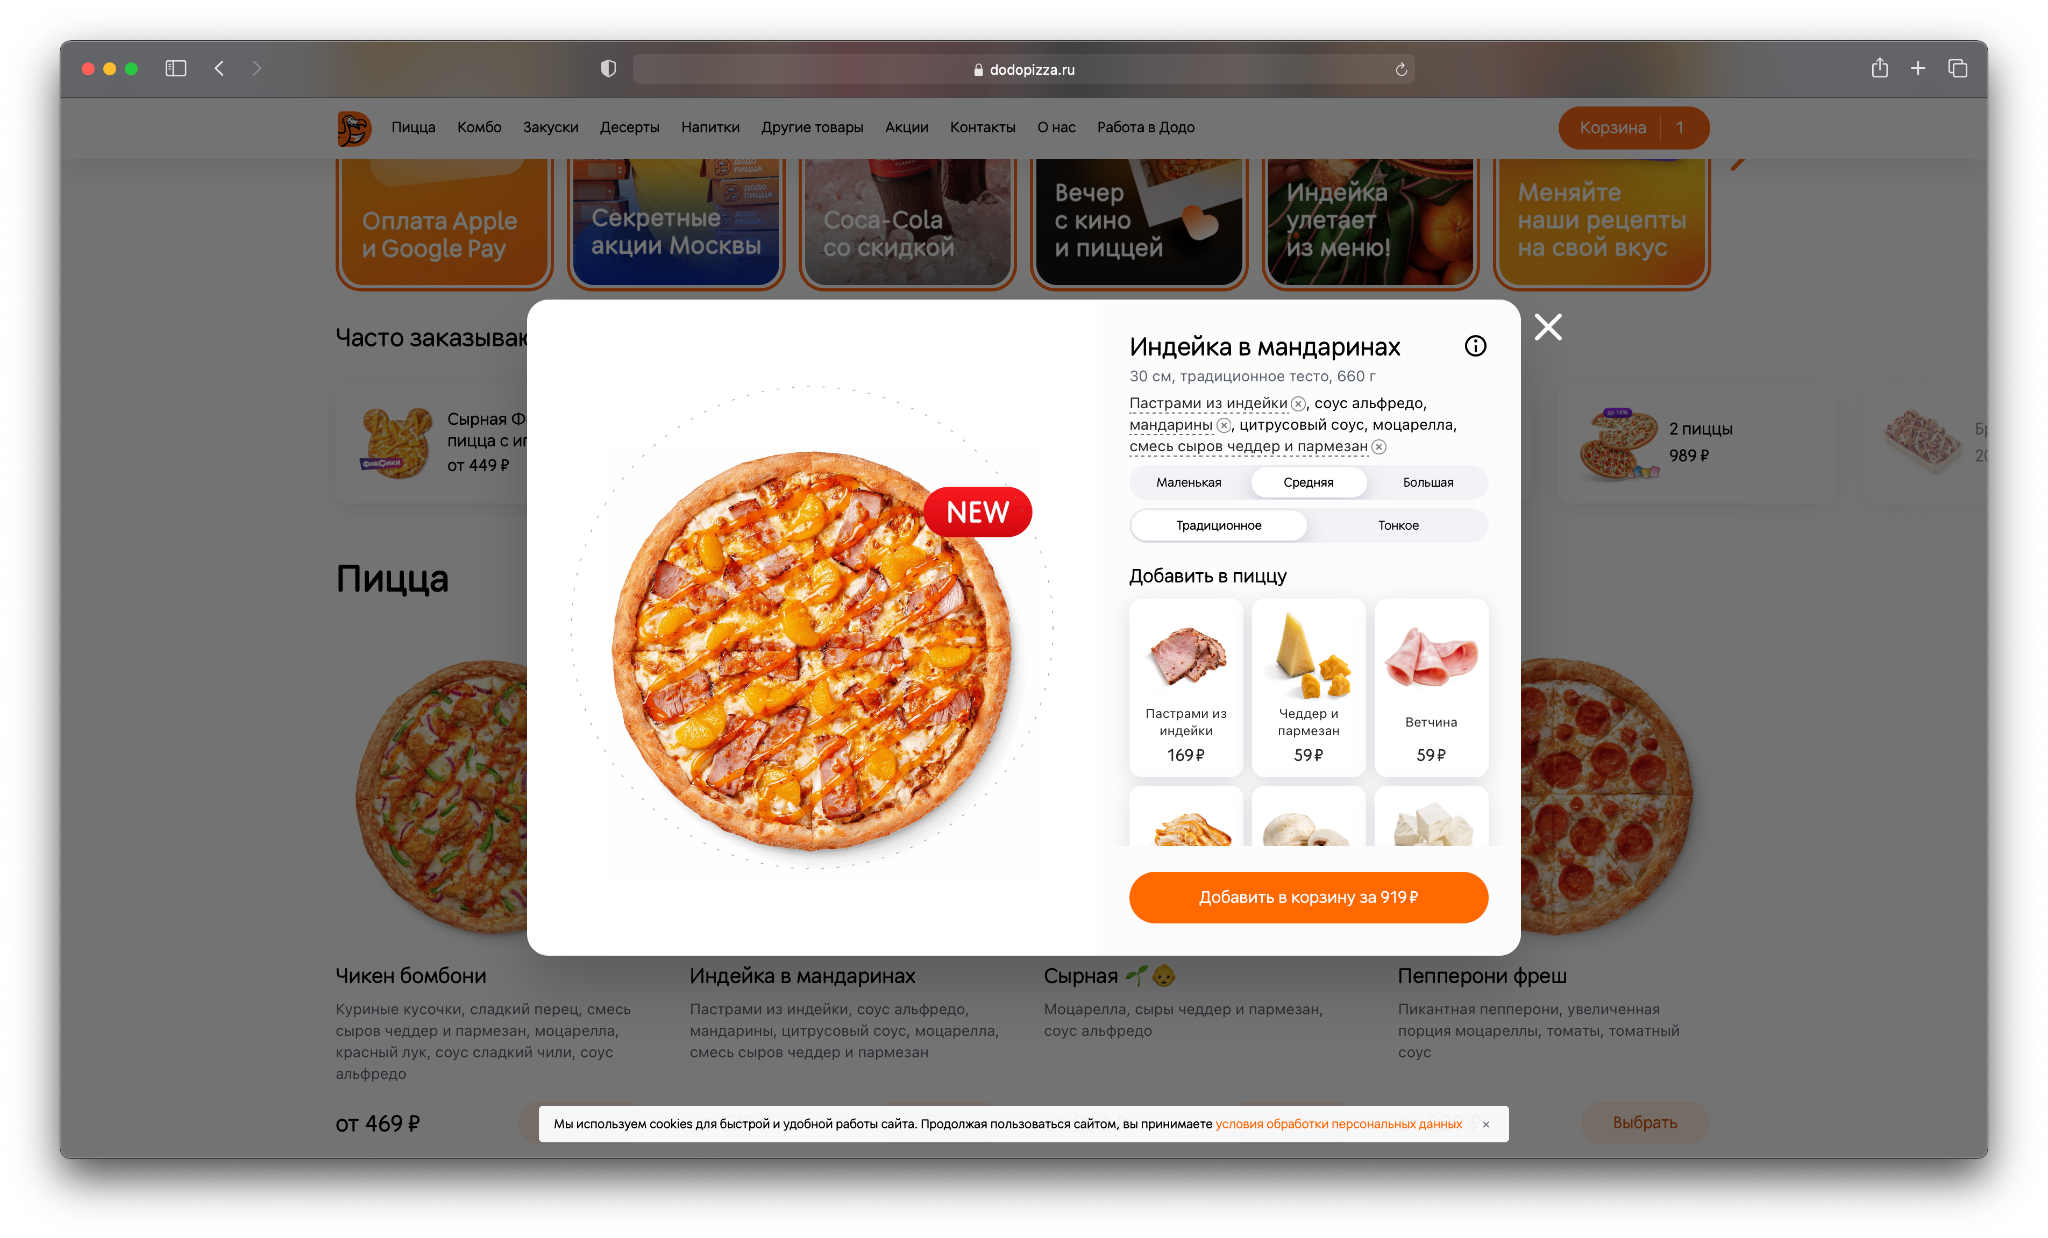 dodopizza.ru
Пицца Комбо Закуски Десерты Напитки Другие товары Акции Контакты О нас Работа в Додо
Корзина 1
Оплата Apple
и Google Pay
Секретные
акции Москвы
Coca-Cola
со скидкой
Вечер
с кино
и пиццей
Индейка
улетает
из меню!
Меняйте
наши рецепты
на свой вкус
Часто заказываю
Сырная Ф
пицца с и
от 449 ₽
ФИКСИКИ
до 14%
2 пиццы
989 ₽
Б
20
Пицца
NEW
Индейка в мандаринах
30 см, традиционное тесто, 660 г
Пастрами из индейки, соус альфредо,
мандарины, цитрусовый соус, моцарелла,
смесь сыров чеддер и пармезан
Маленькая Средняя Большая
Традиционное Тонкое
Добавить в пиццу
Пастрами из
индейки
169 ₽
Чеддер и
пармезан
59 ₽
Ветчина
59 ₽
Добавить в корзину за 919 ₽
Чикен бомбони
Куриные кусочки, сладкий перец, смесь
сыров чеддер и пармезан, моцарелла,
красный лук, соус сладкий чили, соус
альфредо
от 469 ₽
Индейка в мандаринах
Пастрами из индейки, соус альфредо,
мандарины, цитрусовый соус, моцарелла,
смесь сыров чеддер и пармезан
Сырная 🌱👶
Моцарелла, сыры чеддер и пармезан,
соус альфредо
Пепперони фреш
Пикантная пепперони, увеличенная
порция моцареллы, томаты, томатный
соус
Выбрать
Мы используем cookies для быстрой и удобной работы сайта. Продолжая пользоваться сайтом, вы принимаете условия обработки персональных данных ×